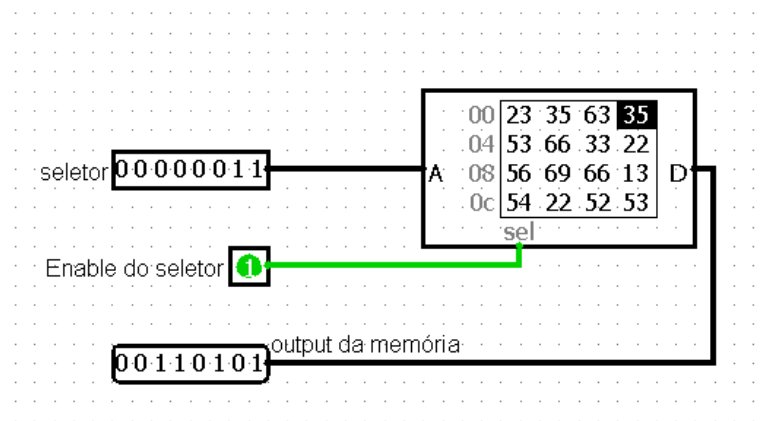 00 23 35 63 35
04 53 66 33 22
seletor 00000011 A 08 56 69 66 13 D
0c 54 22 52 53
sel
Enable do seletor 1
output da memória
00110101